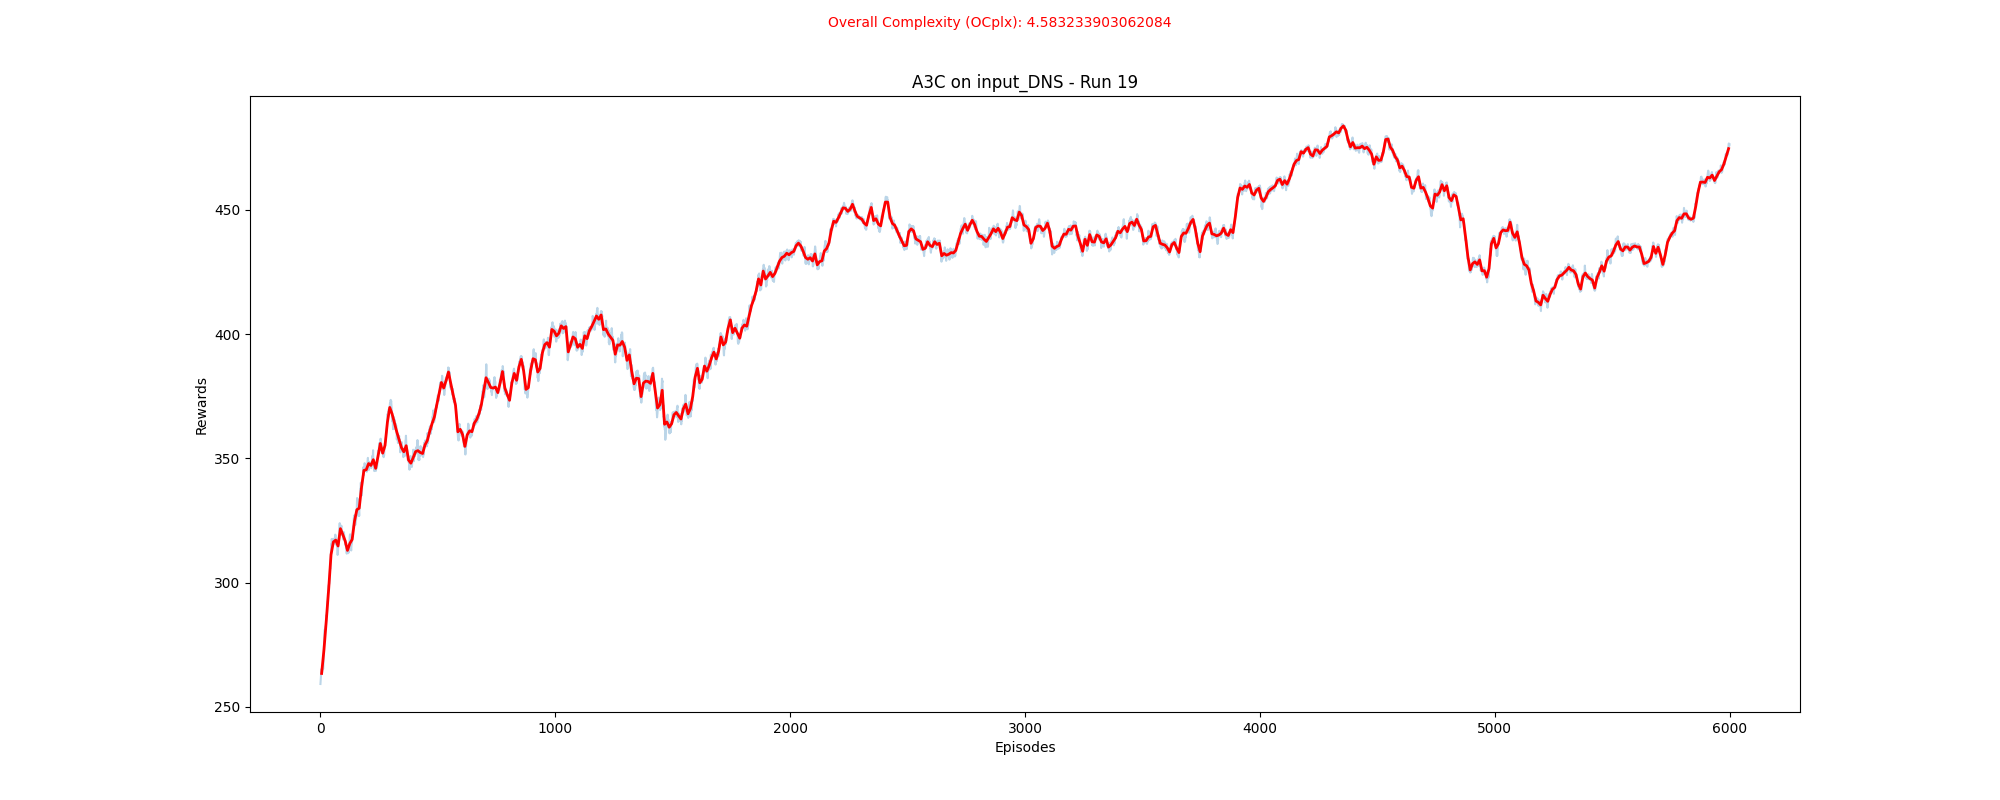 Overall Complexity (OCplx): 4.583233903062084
A3C on input_DNS - Run 19
Rewards
450
400
350
300
250
0 1000 2000 3000 4000 5000 6000
Episodes